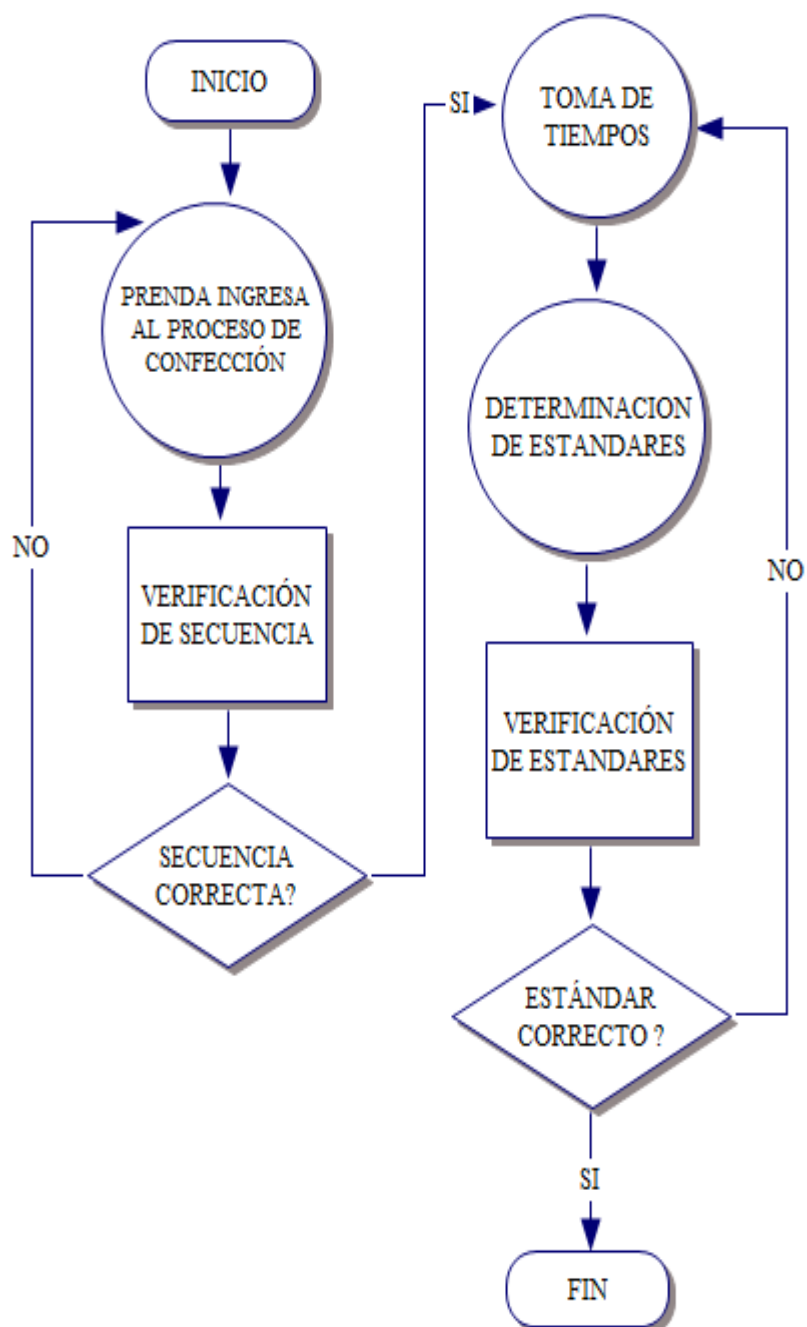 INICIO
PRENDA INGRESA
AL PROCESO DE
CONFECCIÓN
NO
VERIFICACIÓN
DE SECUENCIA
SECUENCIA
CORRECTA?
SI
TOMA DE
TIEMPOS
DETERMINACION
DE ESTANDARES
NO
VERIFICACIÓN
DE ESTANDARES
ESTÁNDAR
CORRECTO ?
SI
FIN